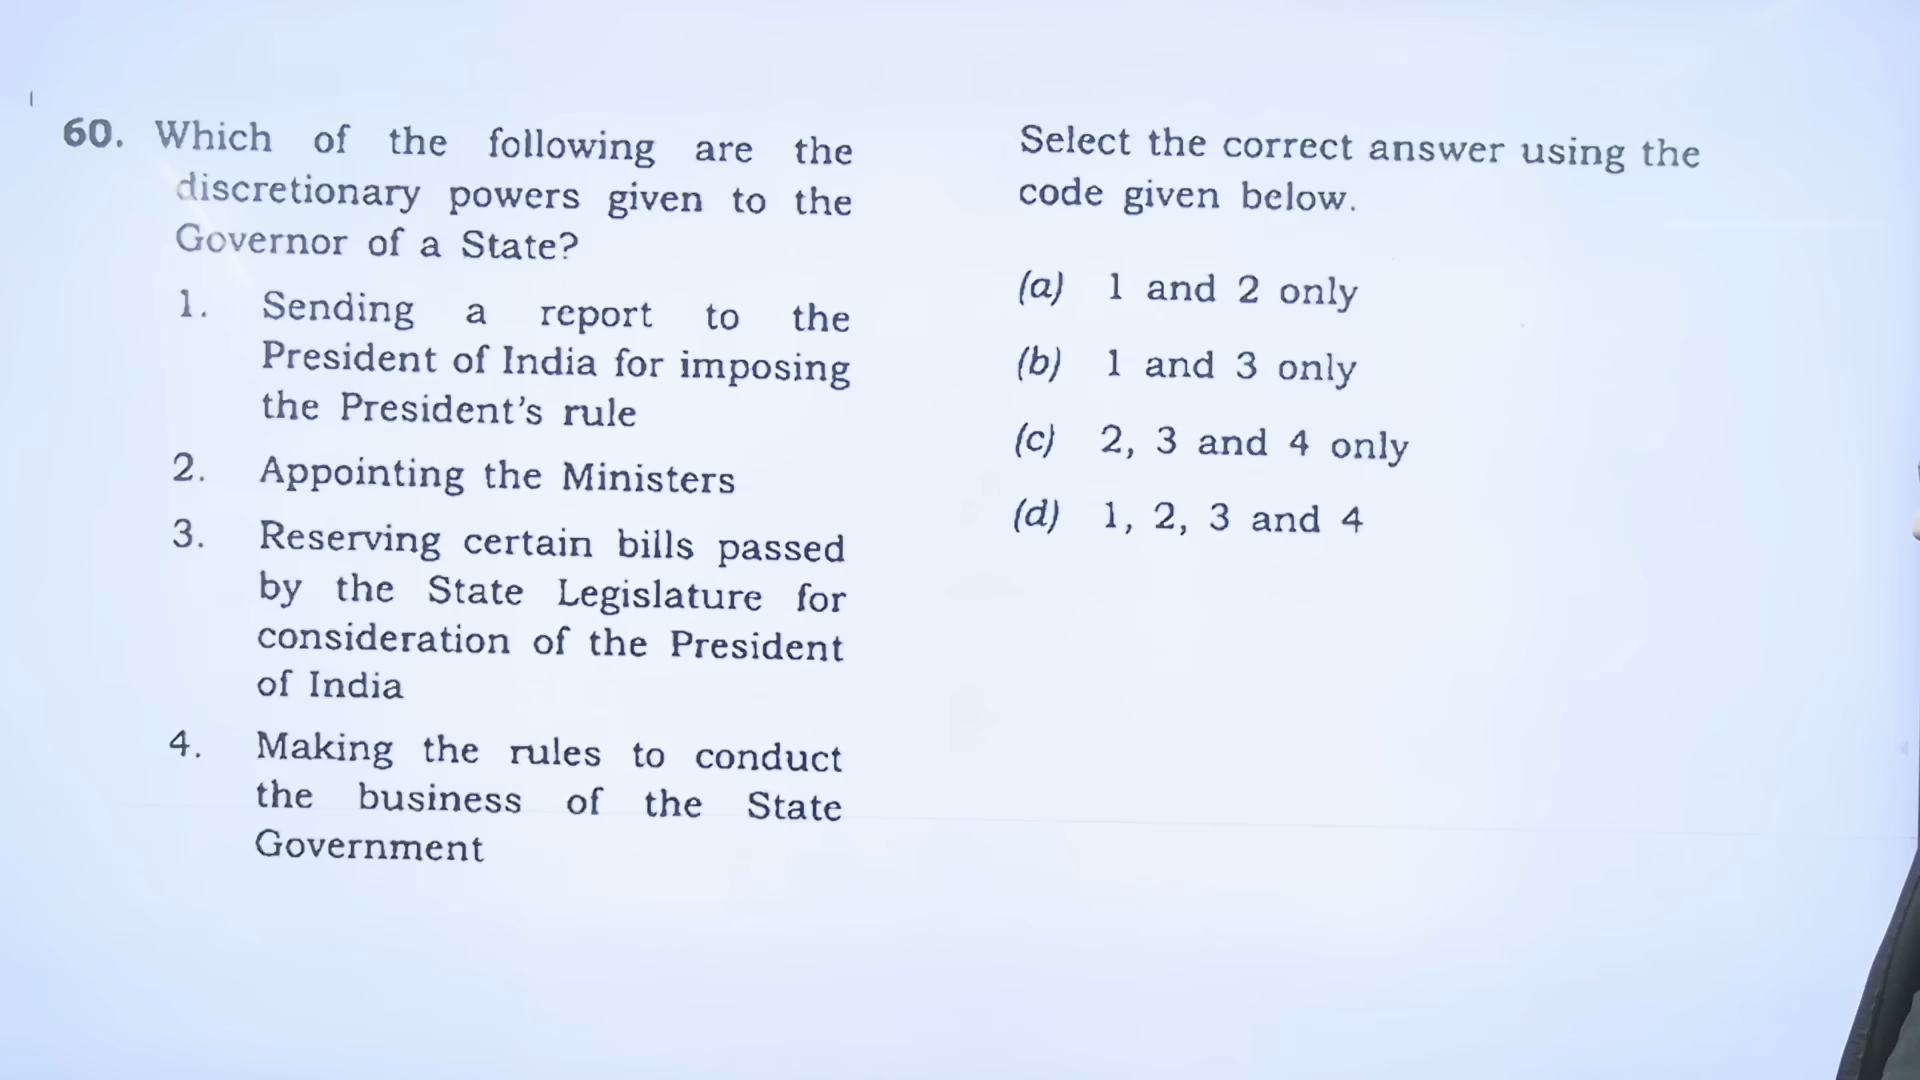 60. Which of the following are the
discretionary powers given to the
Governor of a State?
1. Sending a report to the
President of India for imposing
the President's rule
2. Appointing the Ministers
3. Reserving certain bills passed
by the State Legislature for
consideration of the President
of India
4. Making the rules to conduct
the business of the State
Government
Select the correct answer using the
code given below.
(a) 1 and 2 only
(b) 1 and 3 only
(c) 2, 3 and 4 only
(d) 1, 2, 3 and 4